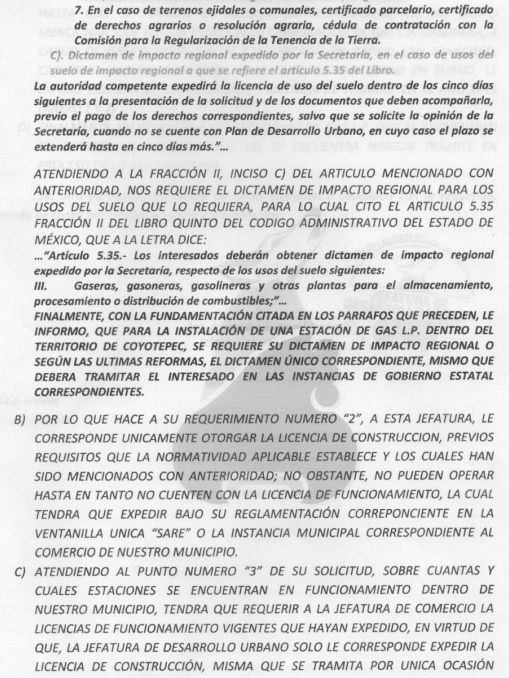 7. En el caso de terrenos ejidales o comunales, certificado parcelario, certificado
de derechos agrarios o resolución agraria, cédula de contratación con la
Comisión para la Regularización de la Tenencia de la Tierra.
C). Dictamen de impacto regional expedido por la Secretaría, en el caso de usos del
suelo de impacto regional a que se refiere el artículo 5.35 del Libro.
La autoridad competente expedirá la licencia de uso del suelo dentro de los cinco días
siguientes a la presentación de la solicitud y de los documentos que deben acompañarla,
previo el pago de los derechos correspondientes, salvo que se solicite la opinión de la
Secretaría, cuando no se cuente con Plan de Desarrollo Urbano, en cuyo caso el plazo se
extenderá hasta en cinco días más."...
ATENDIENDO A LA FRACCIÓN II, INCISO C) DEL ARTICULO MENCIONADO CON
ANTERIORIDAD, NOS REQUIERE EL DICTAMEN DE IMPACTO REGIONAL PARA LOS
USOS DEL SUELO QUE LO REQUIERA, PARA LO CUAL CITO EL ARTICULO 5.35
FRACCIÓN II DEL LIBRO QUINTO DEL CODIGO ADMINISTRATIVO DEL ESTADO DE
MÉXICO, QUE A LA LETRA DICE:
..."Artículo 5.35.- Los interesados deberán obtener dictamen de impacto regional
expedido por la Secretaría, respecto de los usos del suelo siguientes:
III. Gaseras, gasoneras, gasolineras y otras plantas para el almacenamiento,
procesamiento o distribución de combustibles;"...
FINALMENTE, CON LA FUNDAMENTACIÓN CITADA EN LOS PARRAFOS QUE PRECEDEN, LE
INFORMO, QUE PARA LA INSTALACIÓN DE UNA ESTACIÓN DE GAS L.P. DENTRO DEL
TERRITORIO DE COYOTEPEC, SE REQUIERE SU DICTAMEN DE IMPACTO REGIONAL O
SEGÚN LAS ULTIMAS REFORMAS, EL DICTAMEN ÚNICO CORRESPONDIENTE, MISMO QUE
DEBERA TRAMITAR EL INTERESADO EN LAS INSTANCIAS DE GOBIERNO ESTATAL
CORRESPONDIENTES.
B) POR LO QUE HACE A SU REQUERIMIENTO NUMERO "2", A ESTA JEFATURA, LE
CORRESPONDE UNICAMENTE OTORGAR LA LICENCIA DE CONSTRUCCION, PREVIOS
REQUISITOS QUE LA NORMATIVIDAD APLICABLE ESTABLECE Y LOS CUALES HAN
SIDO MENCIONADOS CON ANTERIORIDAD; NO OBSTANTE, NO PUEDEN OPERAR
HASTA EN TANTO NO CUENTEN CON LA LICENCIA DE FUNCIONAMIENTO, LA CUAL
TENDRA QUE EXPEDIR BAJO SU REGLAMENTACIÓN CORREPONCIENTE EN LA
VENTANILLA UNICA "SARE" O LA INSTANCIA MUNICIPAL CORRESPONDIENTE AL
COMERCIO DE NUESTRO MUNICIPIO.
C) ATENDIENDO AL PUNTO NUMERO "3" DE SU SOLICITUD, SOBRE CUANTAS Y
CUALES ESTACIONES SE ENCUENTRAN EN FUNCIONAMIENTO DENTRO DE
NUESTRO MUNICIPIO, TENDRA QUE REQUERIR A LA JEFATURA DE COMERCIO LA
LICENCIAS DE FUNCIONAMIENTO VIGENTES QUE HAYAN EXPEDIDO, EN VIRTUD DE
QUE, LA JEFATURA DE DESARROLLO URBANO SOLO LE CORRESPONDE EXPEDIR LA
LICENCIA DE CONSTRUCCIÓN, MISMA QUE SE TRAMITA POR UNICA OCASIÓN